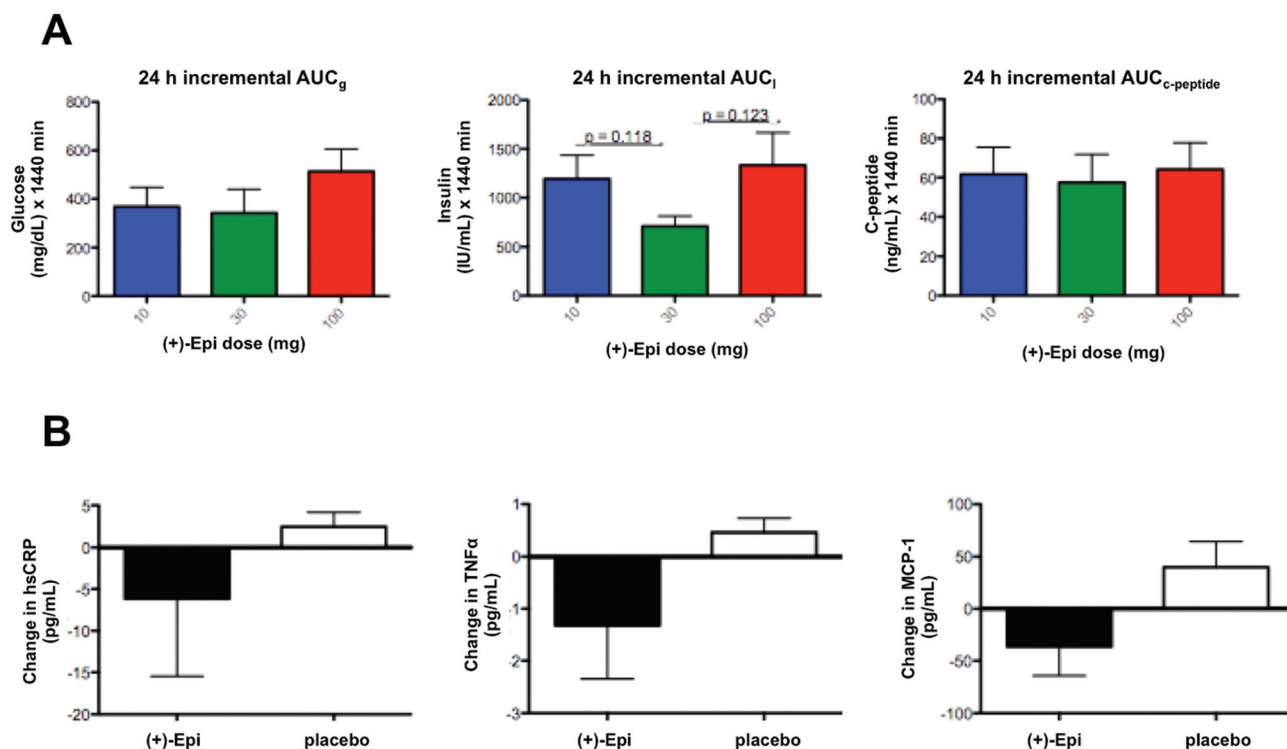 A
24 h incremental AUCg
Glucose
(mg/dL) x 1440 min
800
600
400
200
0
10
30
100
(+)-Epi dose (mg)
24 h incremental AUCI
Insulin
(IU/mL) x 1440 min
2000
1500
1000
500
0
p = 0.118
p = 0.123
10
30
100
(+)-Epi dose (mg)
24 h incremental AUCc-peptide
C-peptide
(ng/mL) x 1440 min
100
80
60
40
20
0
10
30
100
(+)-Epi dose (mg)
B
Change in hsCRP
(pg/mL)
5
0
-5
-10
-15
-20
(+)-Epi
placebo
Change in TNFα
(pg/mL)
1
0
-1
-2
-3
(+)-Epi
placebo
Change in MCP-1
(pg/mL)
100
50
0
-50
-100
(+)-Epi
placebo